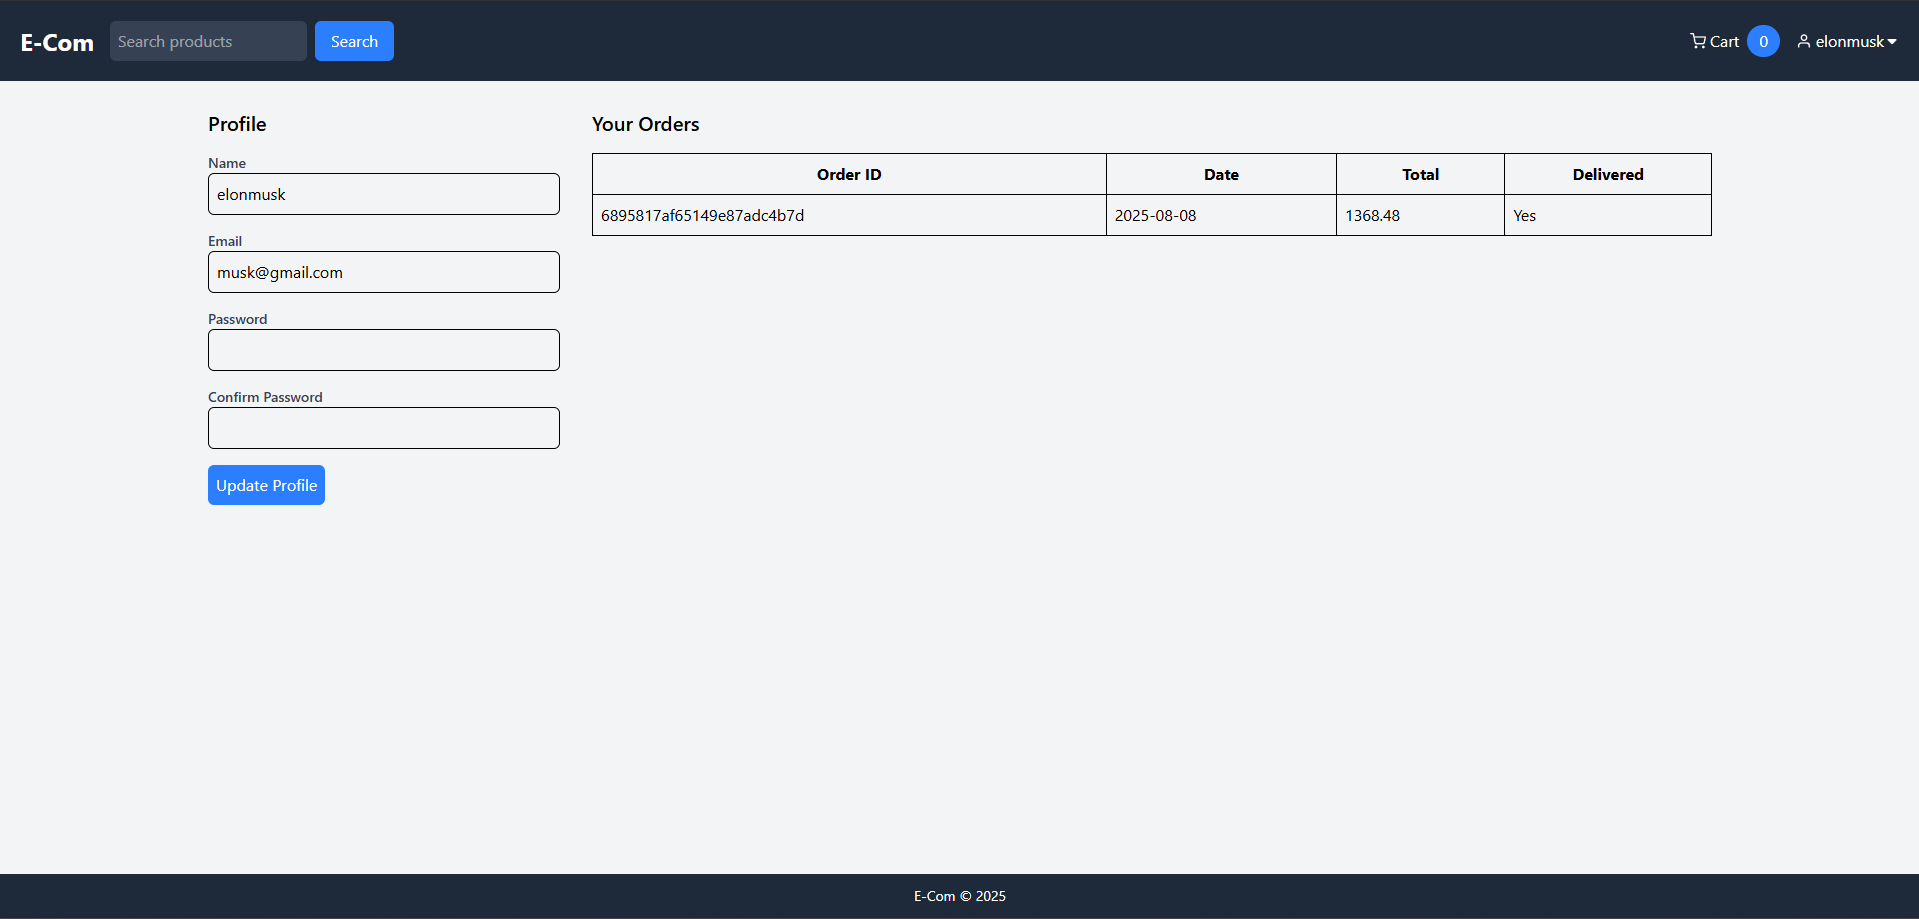 E-Com Search products Search Cart 0 elonmusk
Profile
Name
elonmusk
Email
musk@gmail.com
Password
Confirm Password
Update Profile
Your Orders
Order ID Date Total Delivered
6895817af65149e87adc4b7d 2025-08-08 1368.48 Yes
E-Com © 2025